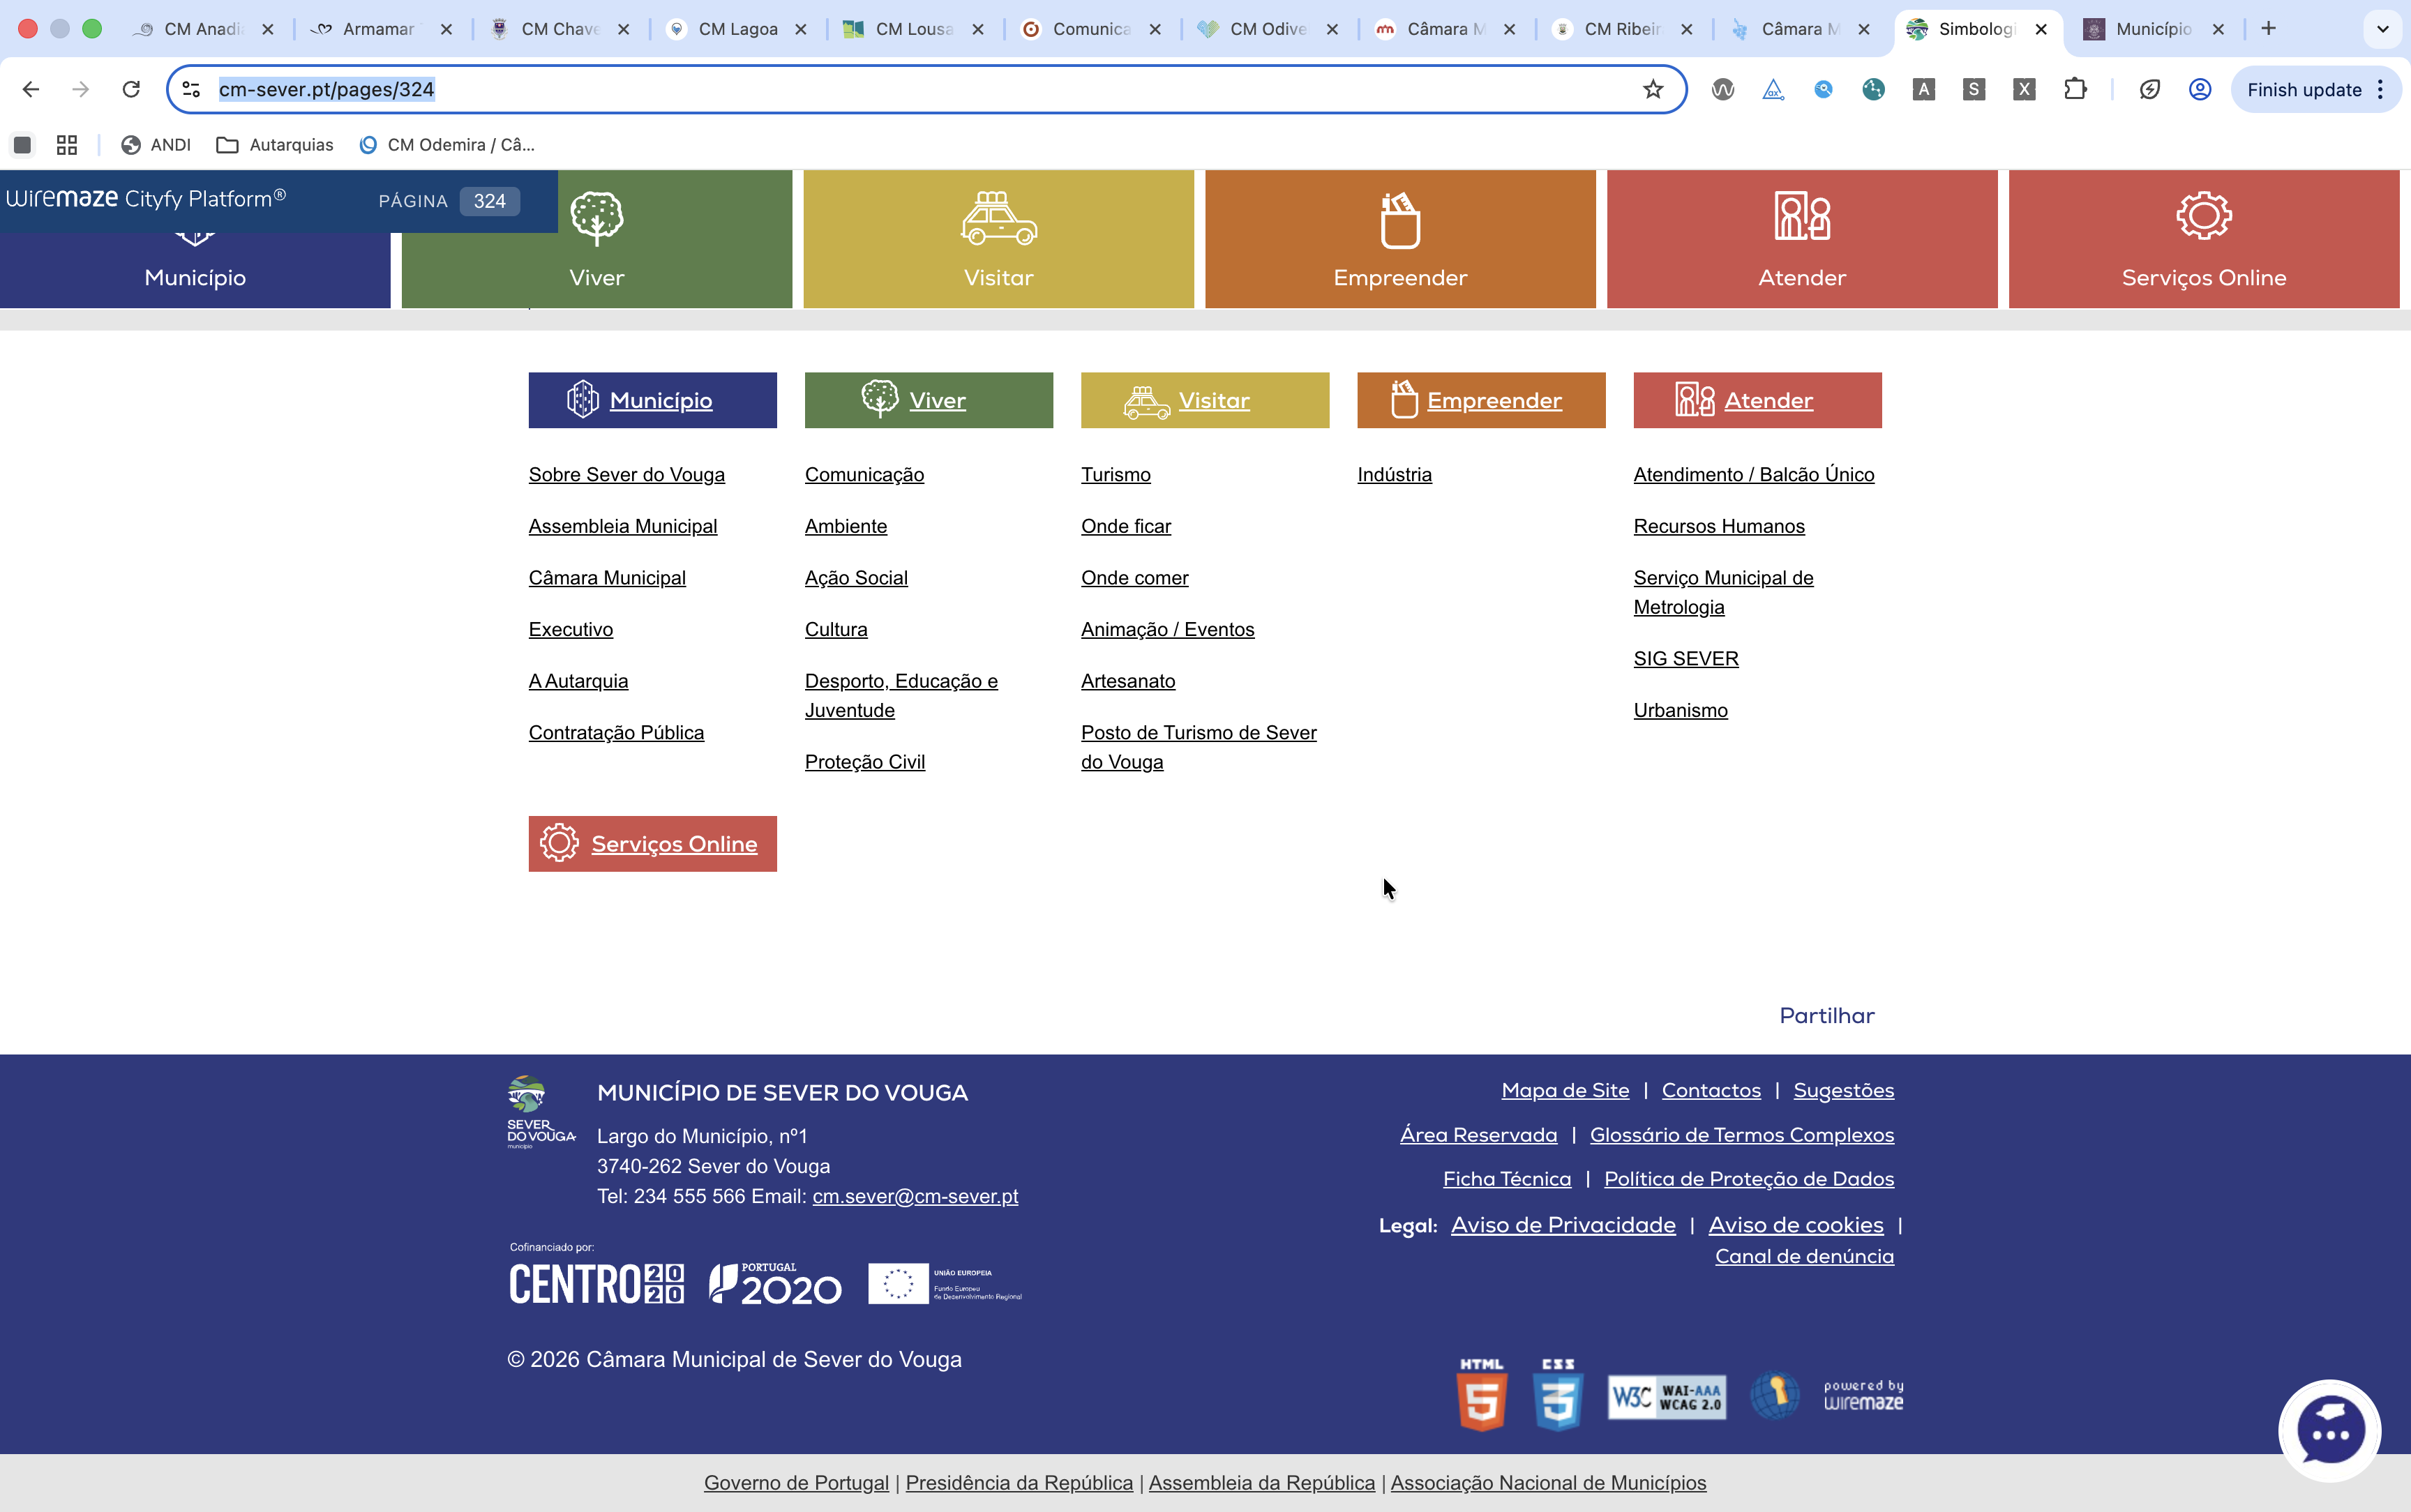 CM Anadi
Armamar
CM Chave
CM Lagoa
CM Lousa
Comunica
CM Odive
Câmara M
CM Ribeir
Câmara M
Simbologi
Município
cm-sever.pt/pages/324
Finish update
ANDI
Autarquias
CM Odemira / Câ...
wiremaze Cityfy Platform®
PÁGINA 324
Município
Viver
Visitar
Empreender
Atender
Serviços Online
Município
Sobre Sever do Vouga
Assembleia Municipal
Câmara Municipal
Executivo
A Autarquia
Contratação Pública
Viver
Comunicação
Ambiente
Ação Social
Cultura
Desporto, Educação e
Juventude
Proteção Civil
Visitar
Turismo
Onde ficar
Onde comer
Animação / Eventos
Artesanato
Posto de Turismo de Sever
do Vouga
Empreender
Indústria
Atender
Atendimento / Balcão Único
Recursos Humanos
Serviço Municipal de
Metrologia
SIG SEVER
Urbanismo
Serviços Online
Partilhar
SEVER
DO VOUGA
município
MUNICÍPIO DE SEVER DO VOUGA
Largo do Município, nº1
3740-262 Sever do Vouga
Tel: 234 555 566 Email: cm.sever@cm-sever.pt
Cofinanciado por:
CENTRO 2020
PORTUGAL
2020
UNIÃO EUROPEIA
Fundo Europeu
de Desenvolvimento Regional
© 2026 Câmara Municipal de Sever do Vouga
Mapa de Site | Contactos | Sugestões
Área Reservada | Glossário de Termos Complexos
Ficha Técnica | Política de Proteção de Dados
Legal: Aviso de Privacidade | Aviso de cookies |
Canal de denúncia
HTML
5
CSS
3
W3C WAI-AAA
WCAG 2.0
powered by
wiremaze
Governo de Portugal | Presidência da República | Assembleia da República | Associação Nacional de Municípios